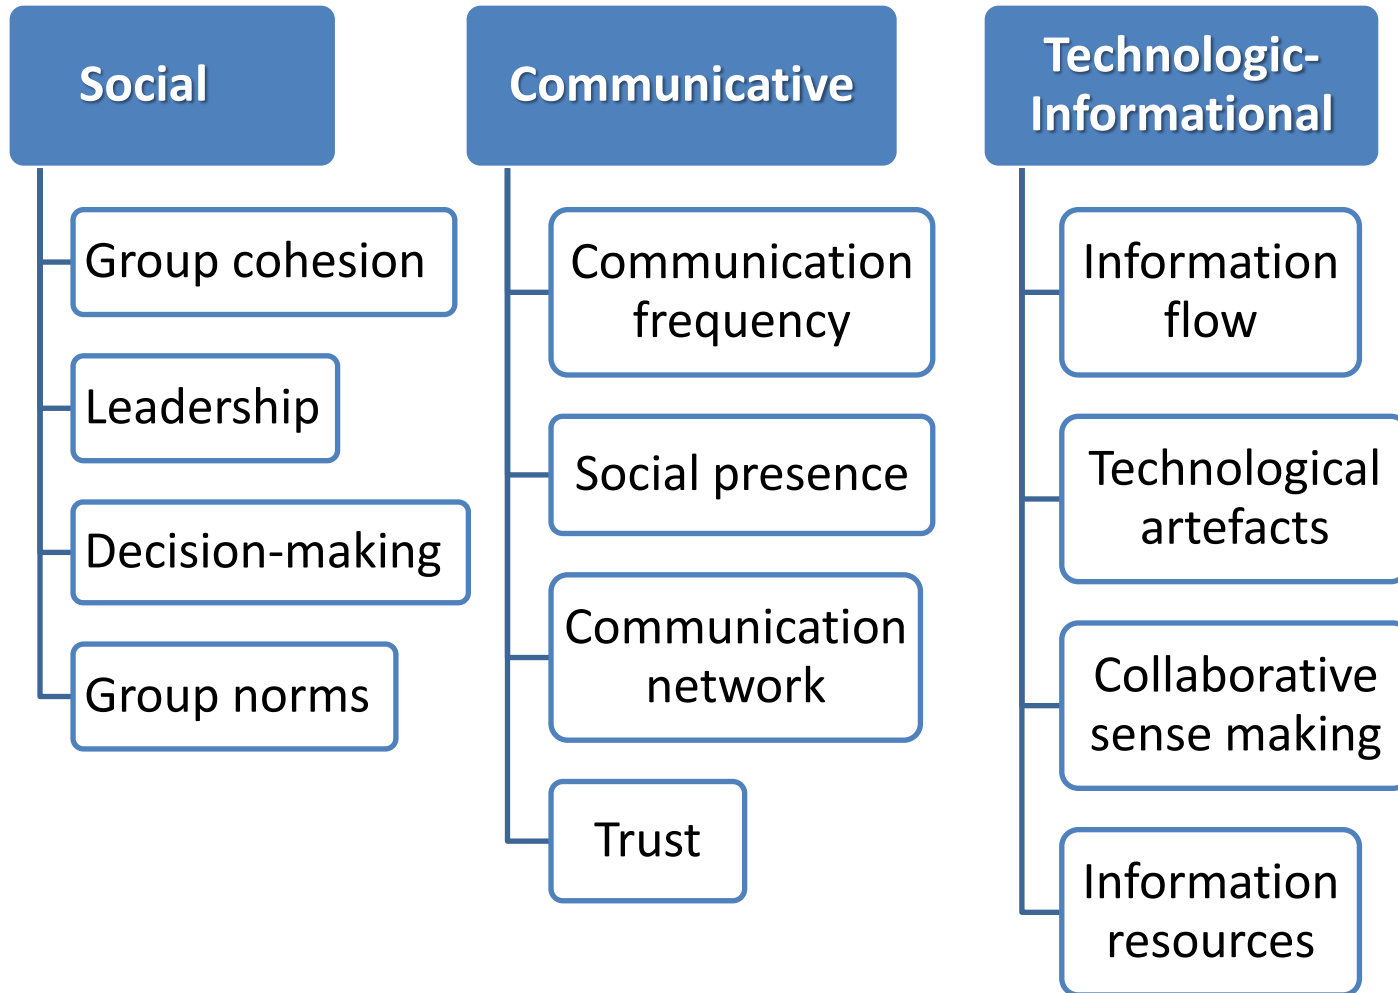 Social
Group cohesion
Leadership
Decision-making
Group norms
Communicative
Communication
frequency
Social presence
Communication
network
Trust
Technologic-
Informational
Information
flow
Technological
artefacts
Collaborative
sense making
Information
resources